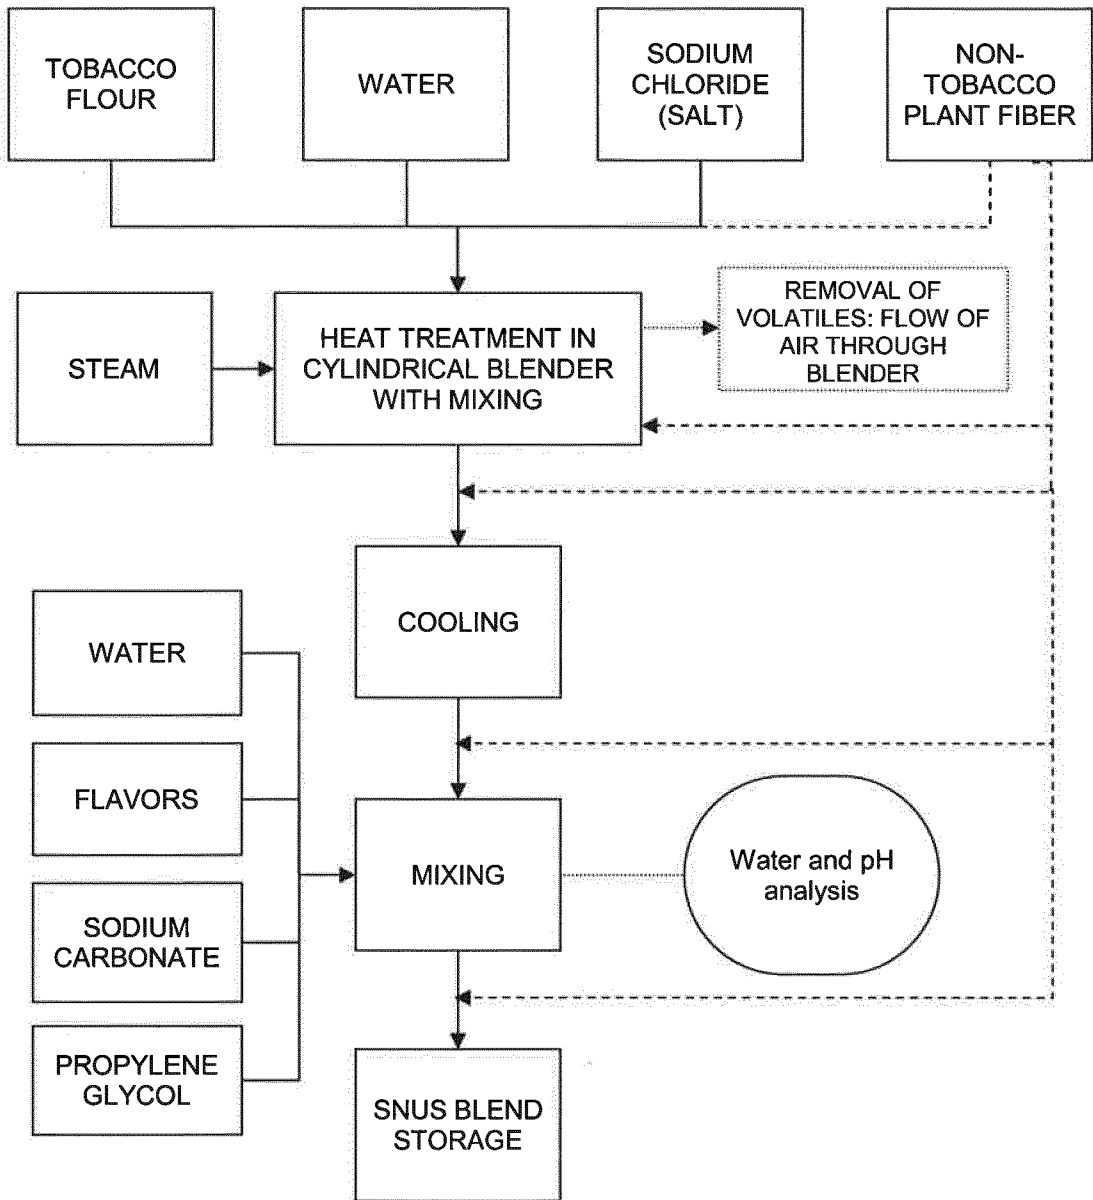 TOBACCO
FLOUR
WATER
SODIUM
CHLORIDE
(SALT)
NON-
TOBACCO
PLANT FIBER
STEAM
HEAT TREATMENT IN
CYLINDRICAL BLENDER
WITH MIXING
REMOVAL OF
VOLATILES: FLOW OF
AIR THROUGH
BLENDER
COOLING
WATER
FLAVORS
SODIUM
CARBONATE
PROPYLENE
GLYCOL
MIXING
Water and pH
analysis
SNUS BLEND
STORAGE